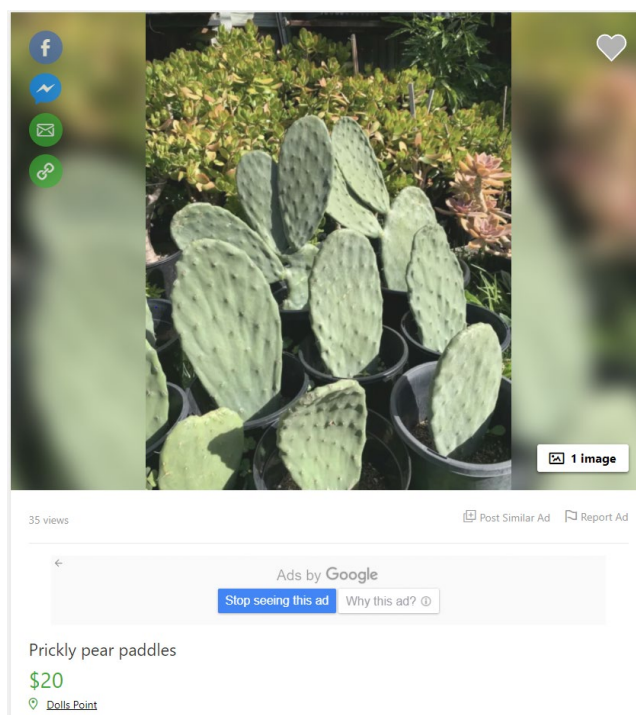 f
1 image
35 views
Post Similar Ad Report Ad
Ads by Google
Stop seeing this ad Why this ad?
Prickly pear paddles
$20
Dolls Point